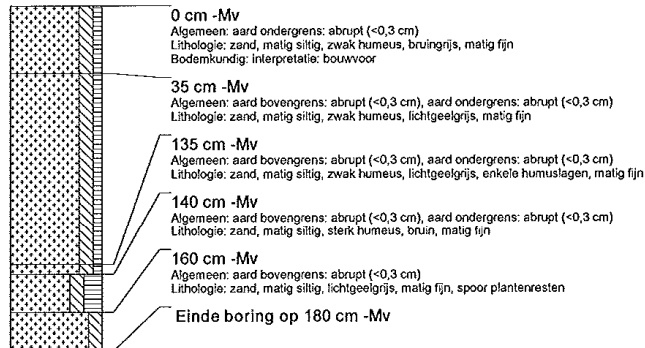 0 cm -Mv
Algemeen: aard ondergrens: abrupt (<0,3 cm)
Lithologie: zand, matig siltig, zwak humeus, bruingrijs, matig fijn
Bodemkundig: interpretatie: bouwvoor
35 cm -Mv
Algemeen: aard bovengrens: abrupt (<0,3 cm), aard ondergrens: abrupt (<0,3 cm)
Lithologie: zand, matig siltig, zwak humeus, lichtgeelgrijs, matig fijn
135 cm -Mv
Algemeen: aard bovengrens: abrupt (<0,3 cm), aard ondergrens: abrupt (<0,3 cm)
Lithologie: zand, matig siltig, zwak humeus, lichtgeelgrijs, enkele humuslagen, matig fijn
140 cm -Mv
Algemeen: aard bovengrens: abrupt (<0,3 cm), aard ondergrens: abrupt (<0,3 cm)
Lithologie: zand, matig siltig, sterk humeus, bruin, matig fijn
160 cm -Mv
Algemeen: aard bovengrens: abrupt (<0,3 cm)
Lithologie: zand, matig siltig, lichtgeelgrijs, matig fijn, spoor plantenresten
Einde boring op 180 cm -Mv